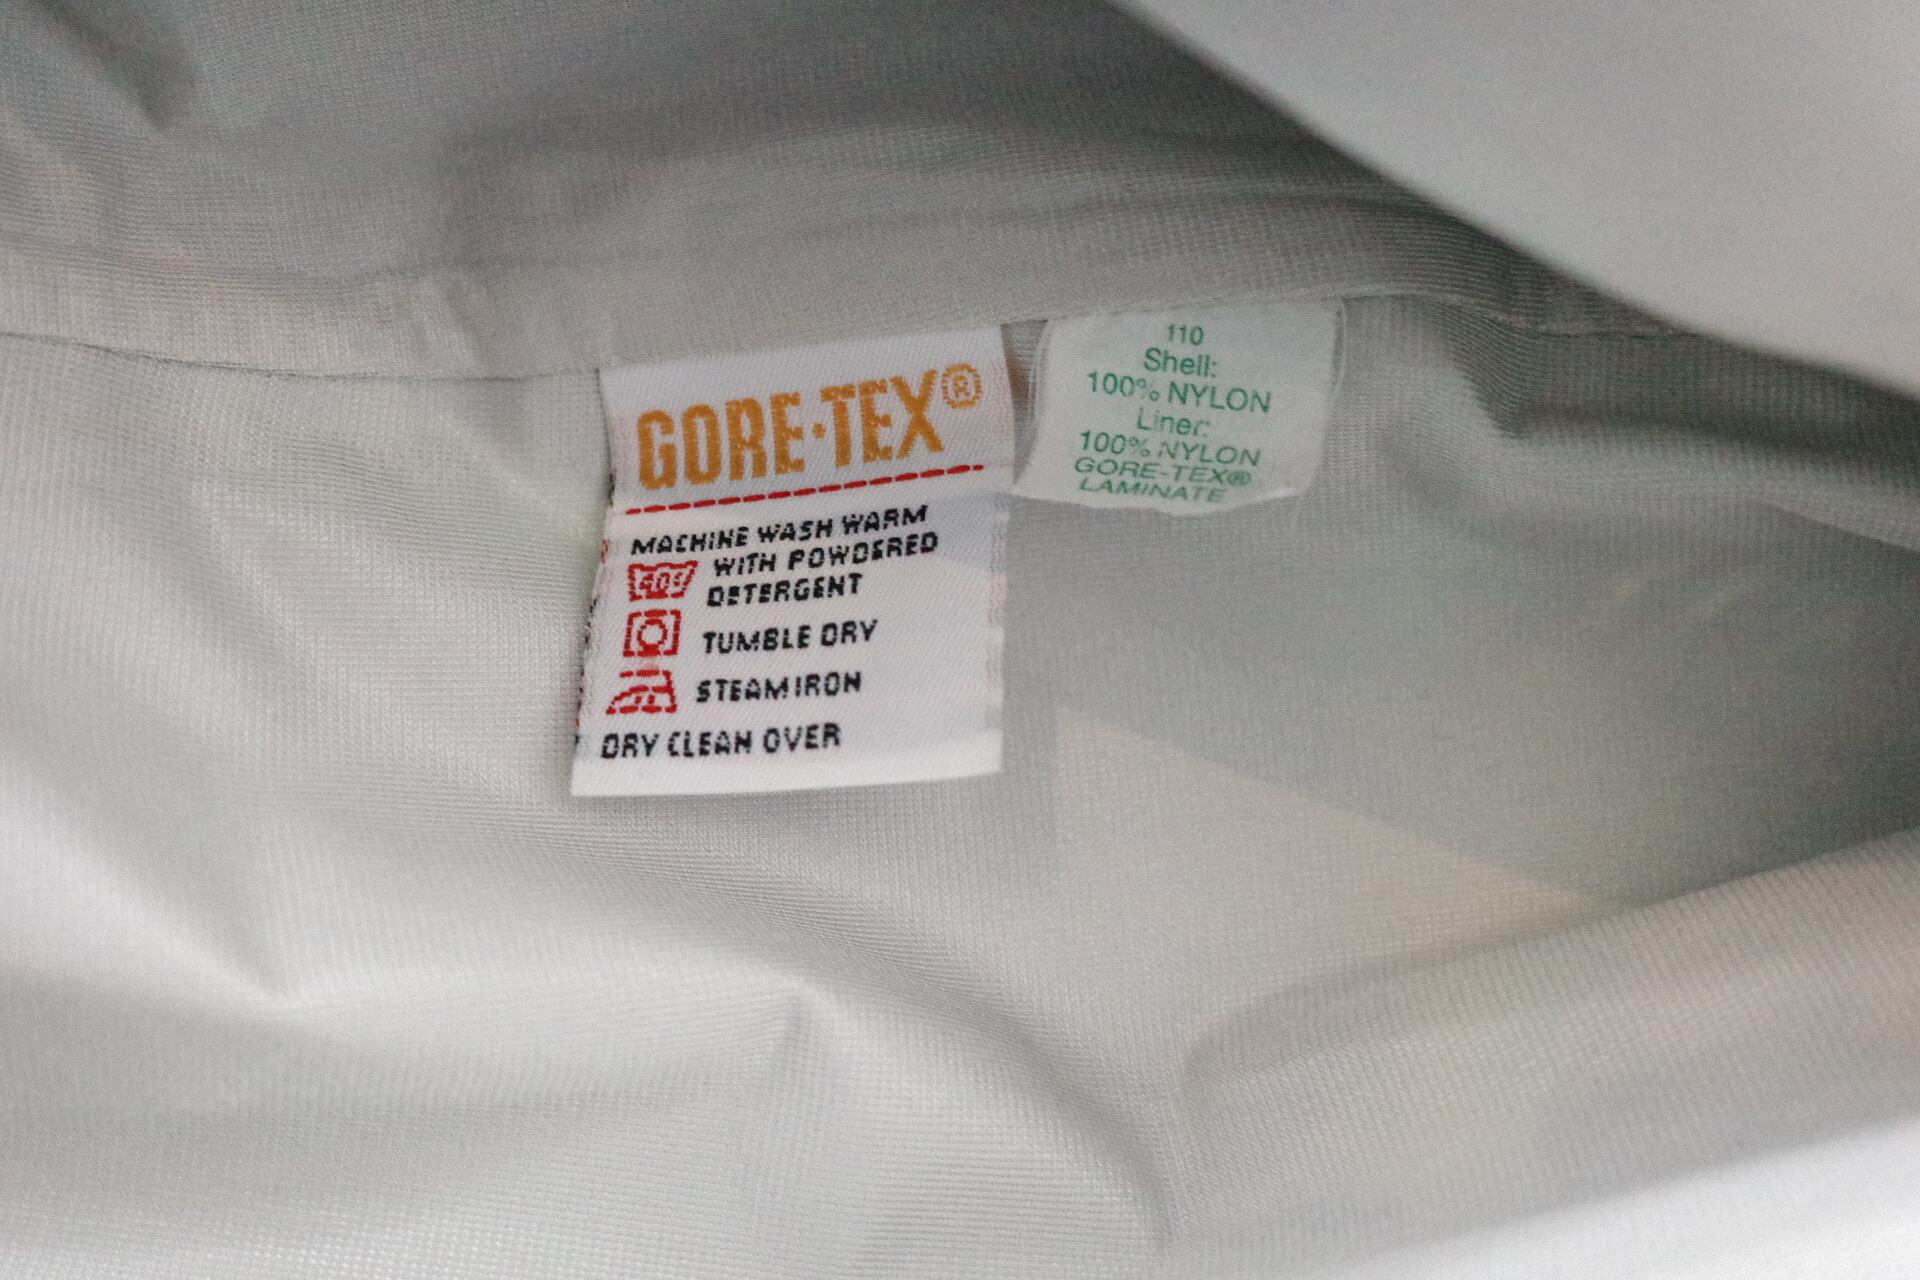 GORE-TEX®
MACHINE WASH WARM
40° WITH POWDERED
DETERGENT
TUMBLE DRY
STEAM IRON
DRY CLEAN OVER
110
Shell:
100% NYLON
Liner:
100% NYLON
GORE-TEX®
LAMINATE